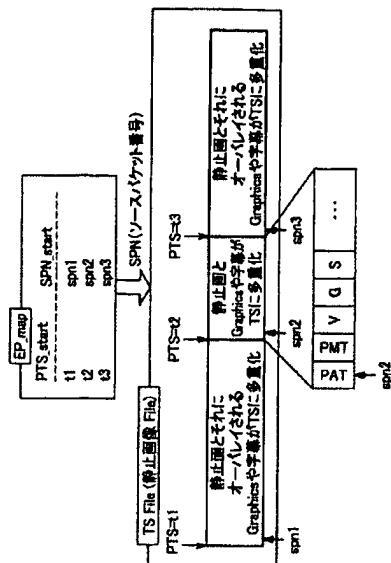 EP_map
PTS_start SPN_start
t1 spn1
t2 spn2
t3 spn3
SPN(ソースパケット番号)
TS File (静止画像 File)
PTS=t1
PTS=t2
PTS=t3
静止画とそれに
オーバレイされる
Graphicsや字幕がTSに多重化
静止画と
Graphicsや字幕が
TSに多重化
静止画とそれに
オーバレイされる
Graphicsや字幕がTSに多重化
spn1
spn2
spn3
PAT PMT V G S ...
spn2